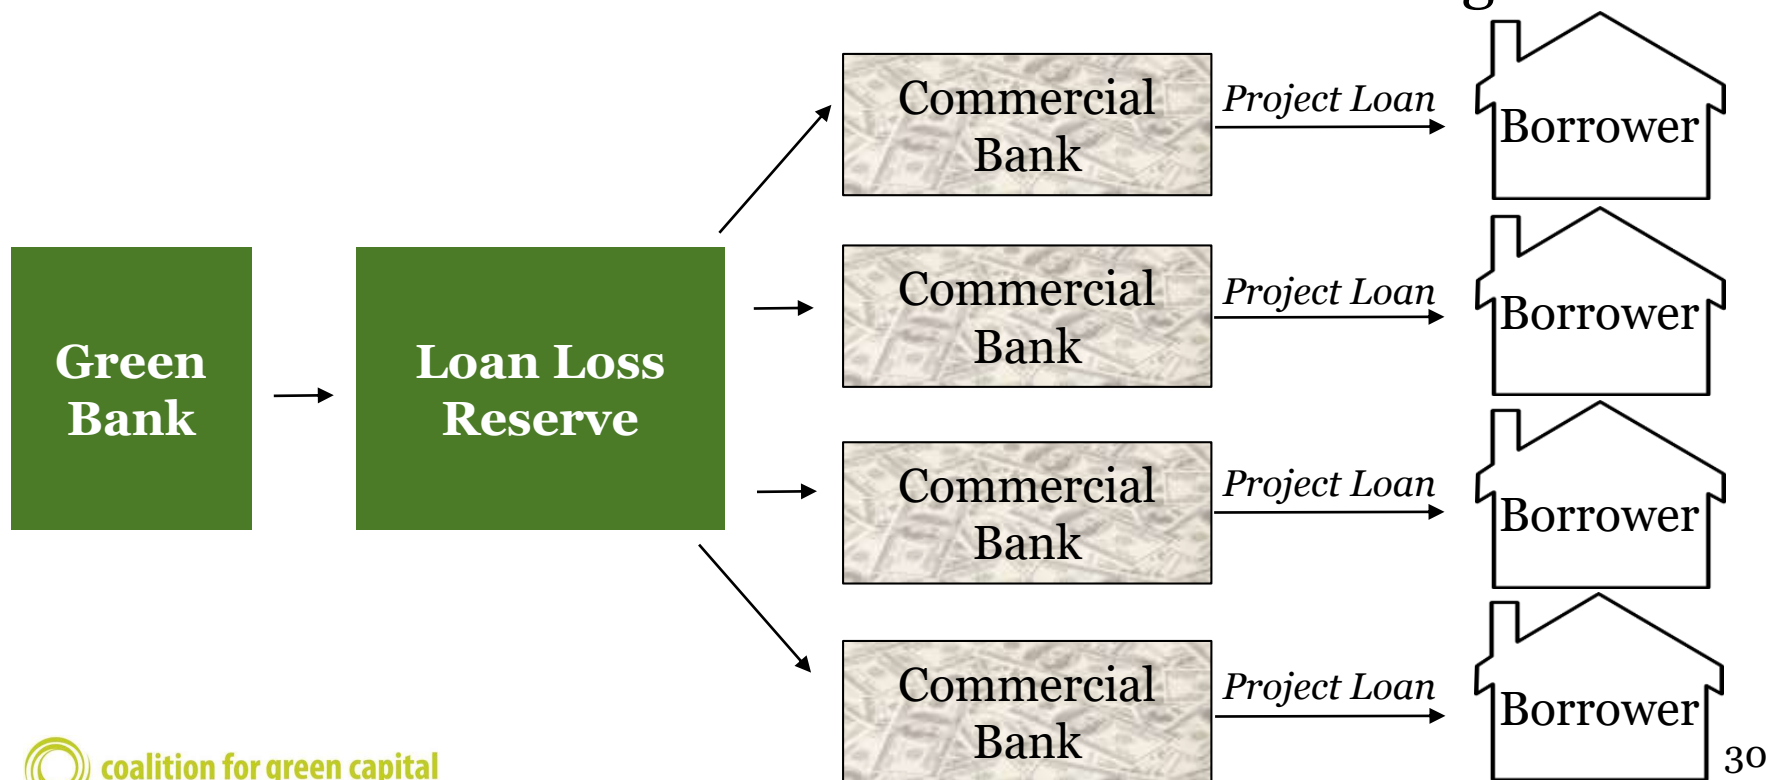 Commercial
Bank
Project Loan
Borrower
Commercial
Bank
Project Loan
Borrower
Green
Bank
Loan Loss
Reserve
Commercial
Bank
Project Loan
Borrower
Commercial
Bank
Project Loan
Borrower
coalition for green capital
30